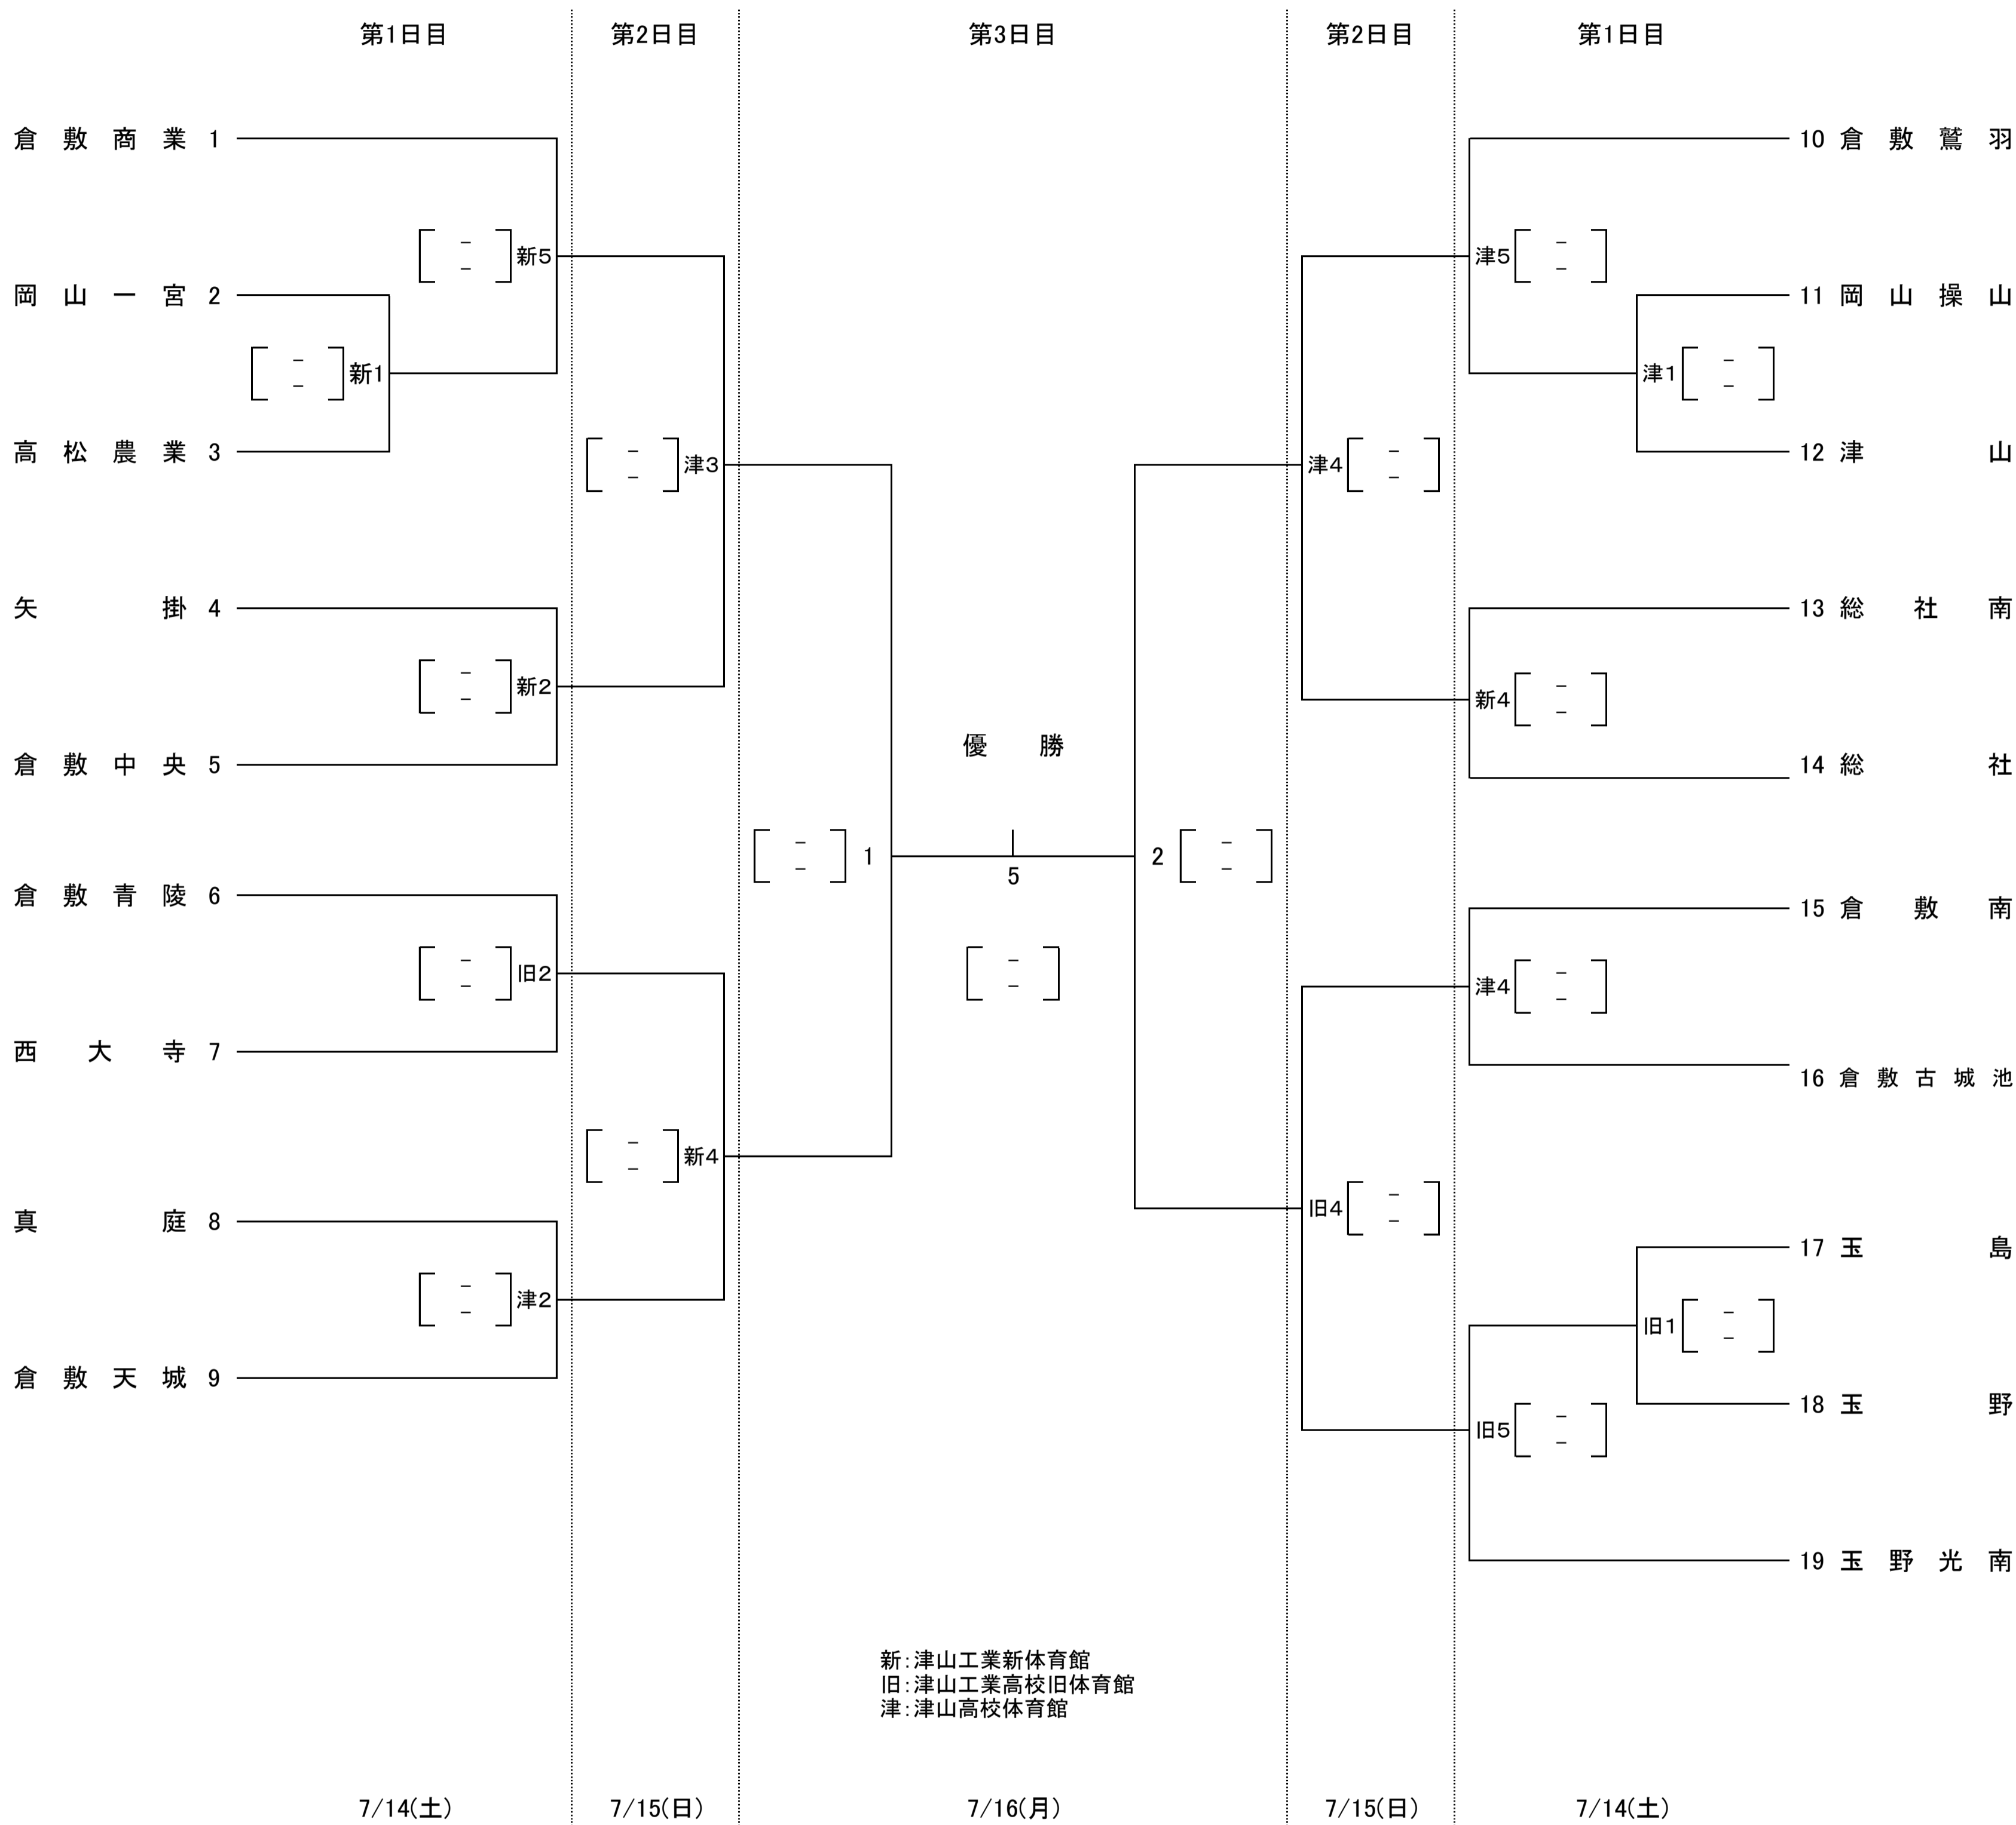 第1日目 第2日目 第3日目 第2日目 第1日目
倉敷商業 1 10 倉敷鷲羽
[ - - ] 新5 津5 [ - - ]
岡山一宮 2 11 岡山操山
[ - - ] 新1 津1 [ - - ]
高松農業 3 12 津山
[ - - ] 津3 津4 [ - - ]
矢掛 4 13 総社南
[ - - ] 新2 新4 [ - - ]
優勝
倉敷中央 5 14 総社
[ - - ] 1 2 [ - - ]
5
倉敷青陵 6 15 倉敷南
[ - - ] 旧2 [ - - ] 津4 [ - - ]
西大寺 7 16 倉敷古城池
[ - - ] 新4 旧4 [ - - ]
真庭 8 17 玉島
[ - - ] 津2 旧1 [ - - ]
倉敷天城 9 18 玉野
旧5 [ - - ]
19 玉野光南
新:津山工業新体育館
旧:津山工業高校旧体育館
津:津山高校体育館
7/14(土) 7/15(日) 7/16(月) 7/15(日) 7/14(土)